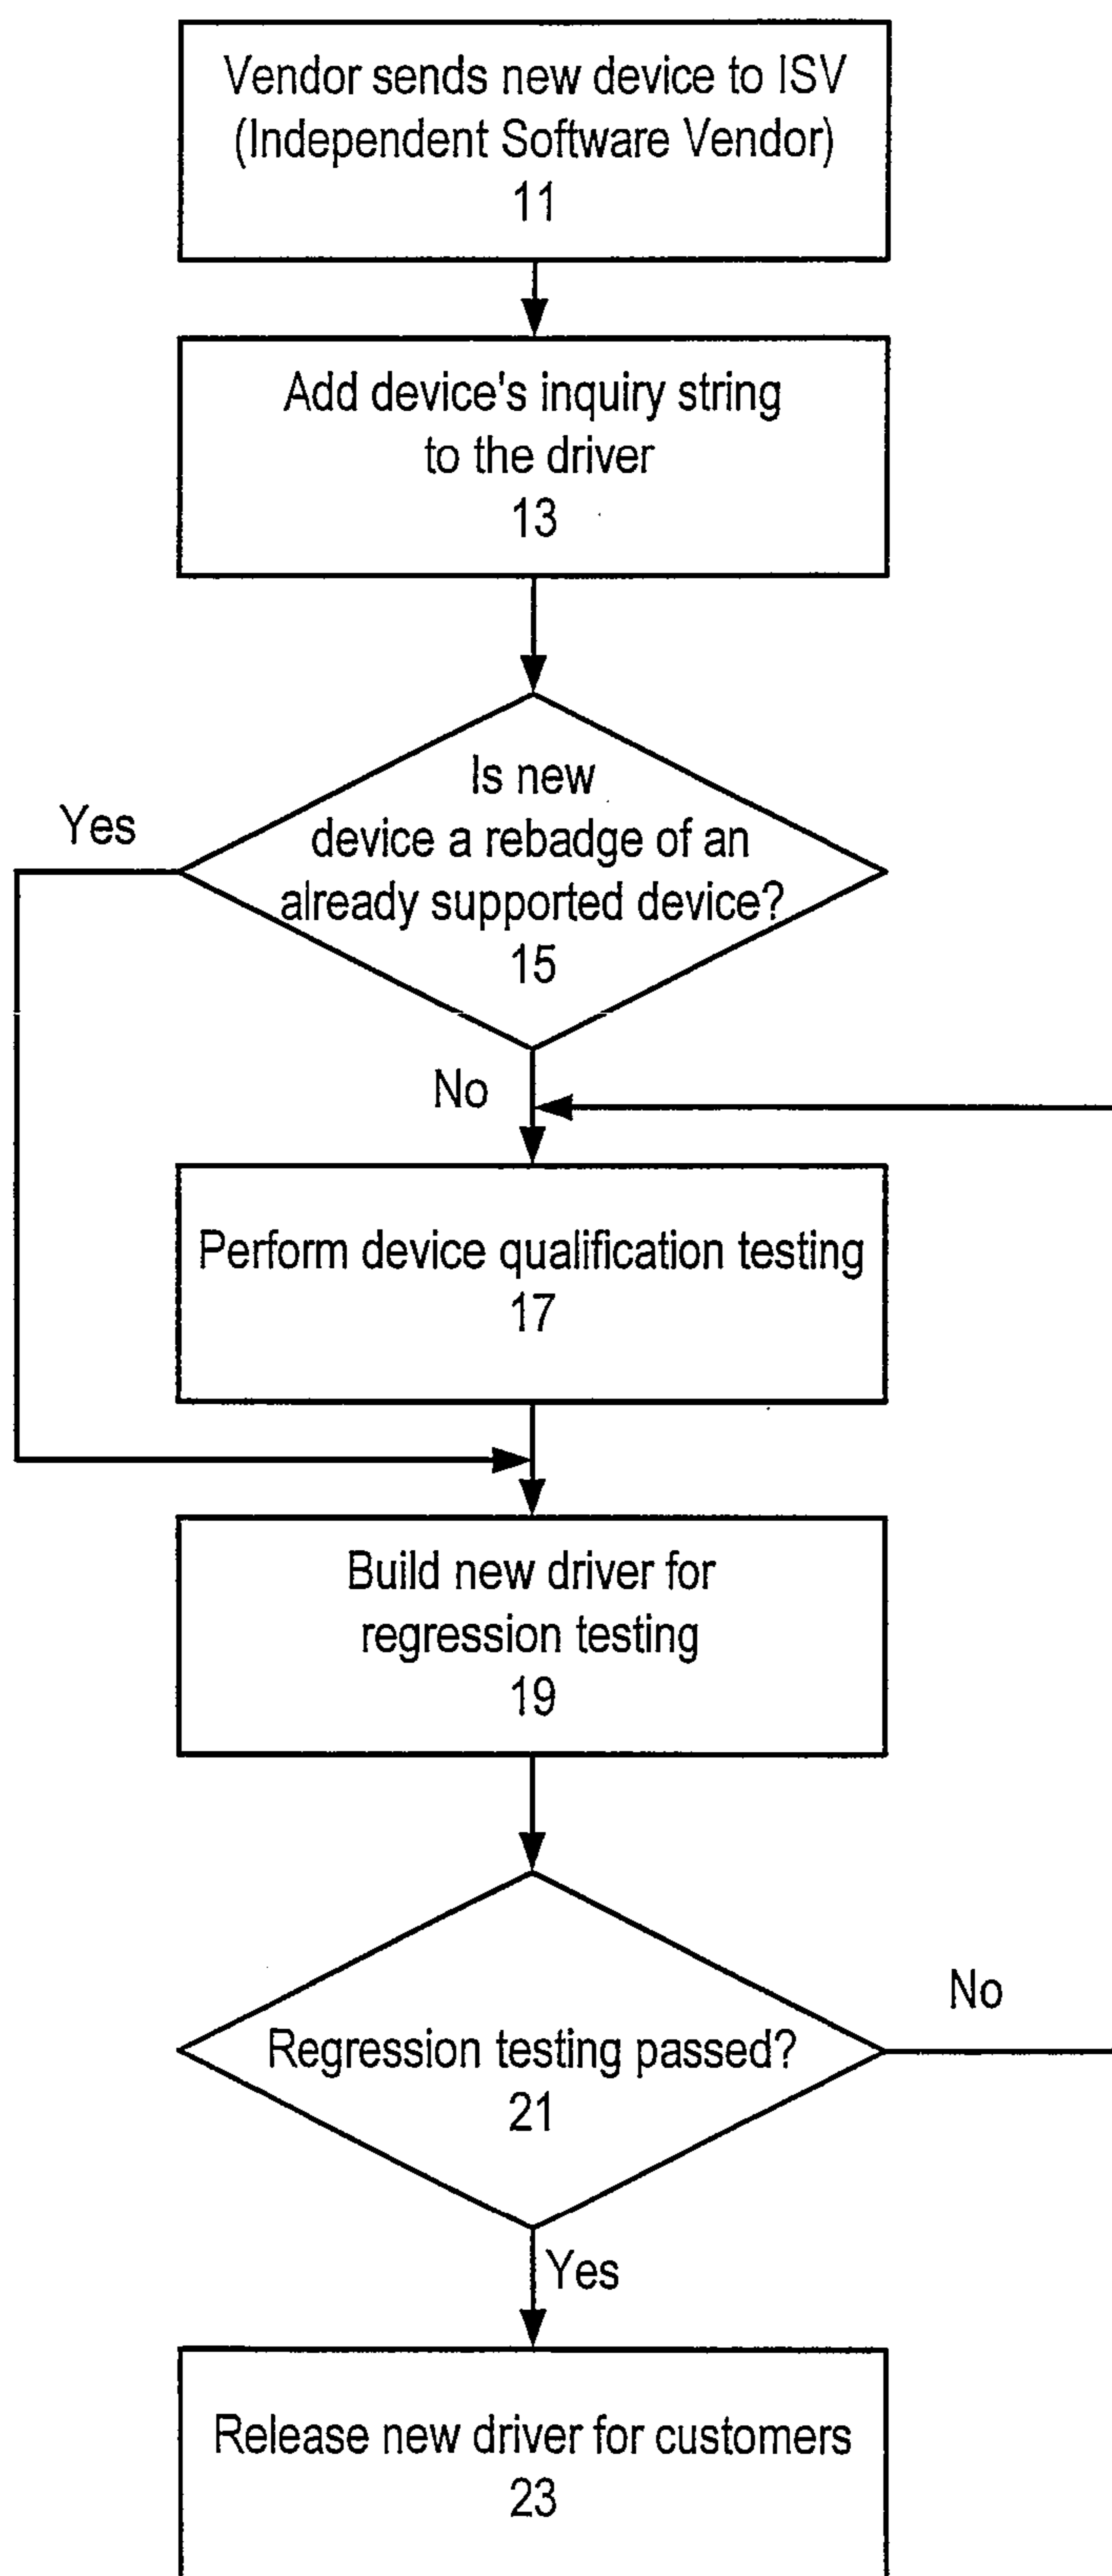 Vendor sends new device to ISV
(Independent Software Vendor)
11
Add device's inquiry string
to the driver
13
Is new
device a rebadge of an
already supported device?
15
Yes
No
Perform device qualification testing
17
Build new driver for
regression testing
19
Regression testing passed?
21
No
Yes
Release new driver for customers
23